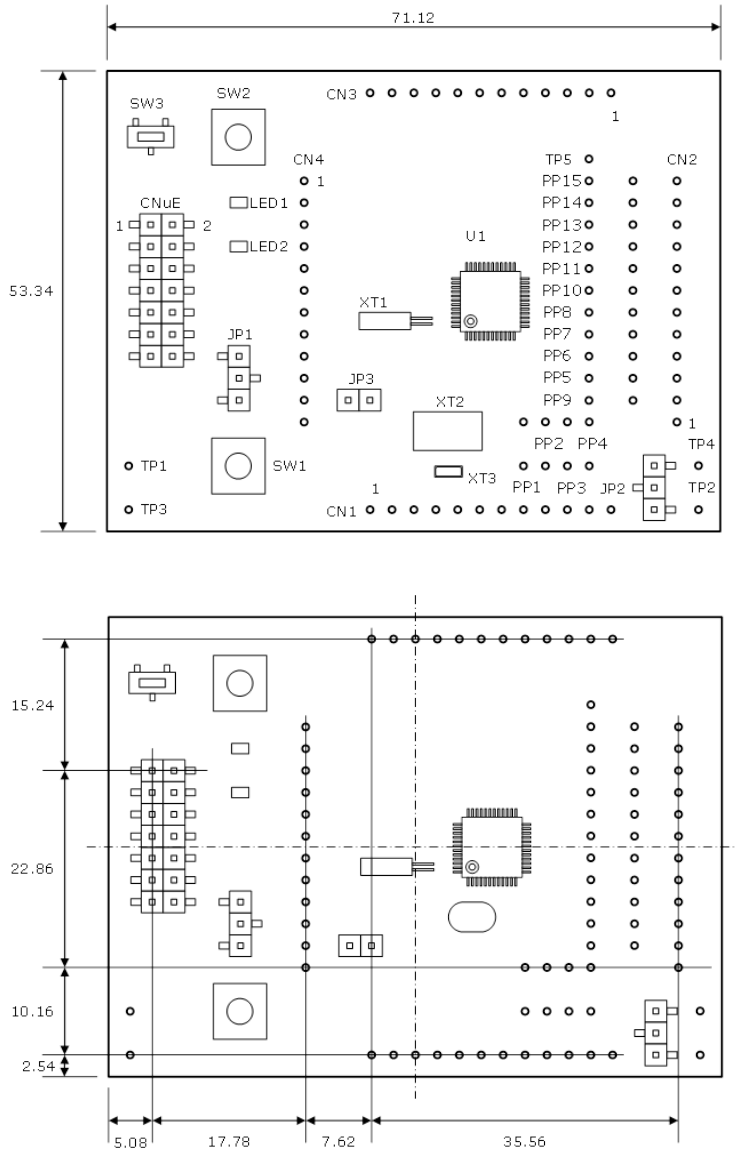 71.12
SW3
SW2
CN3
1
CN4
TP5
CN2
1
PP15
CNuE
LED1
PP14
1
2
PP13
U1
LED2
PP12
PP11
53.34
PP10
XT1
PP8
JP1
PP7
PP6
JP3
PP5
XT2
PP9
1
PP2
PP4
TP4
TP1
SW1
XT3
1
PP1
PP3
JP2
TP2
TP3
CN1
15.24
22.86
10.16
2.54
5.08
17.78
7.62
35.56